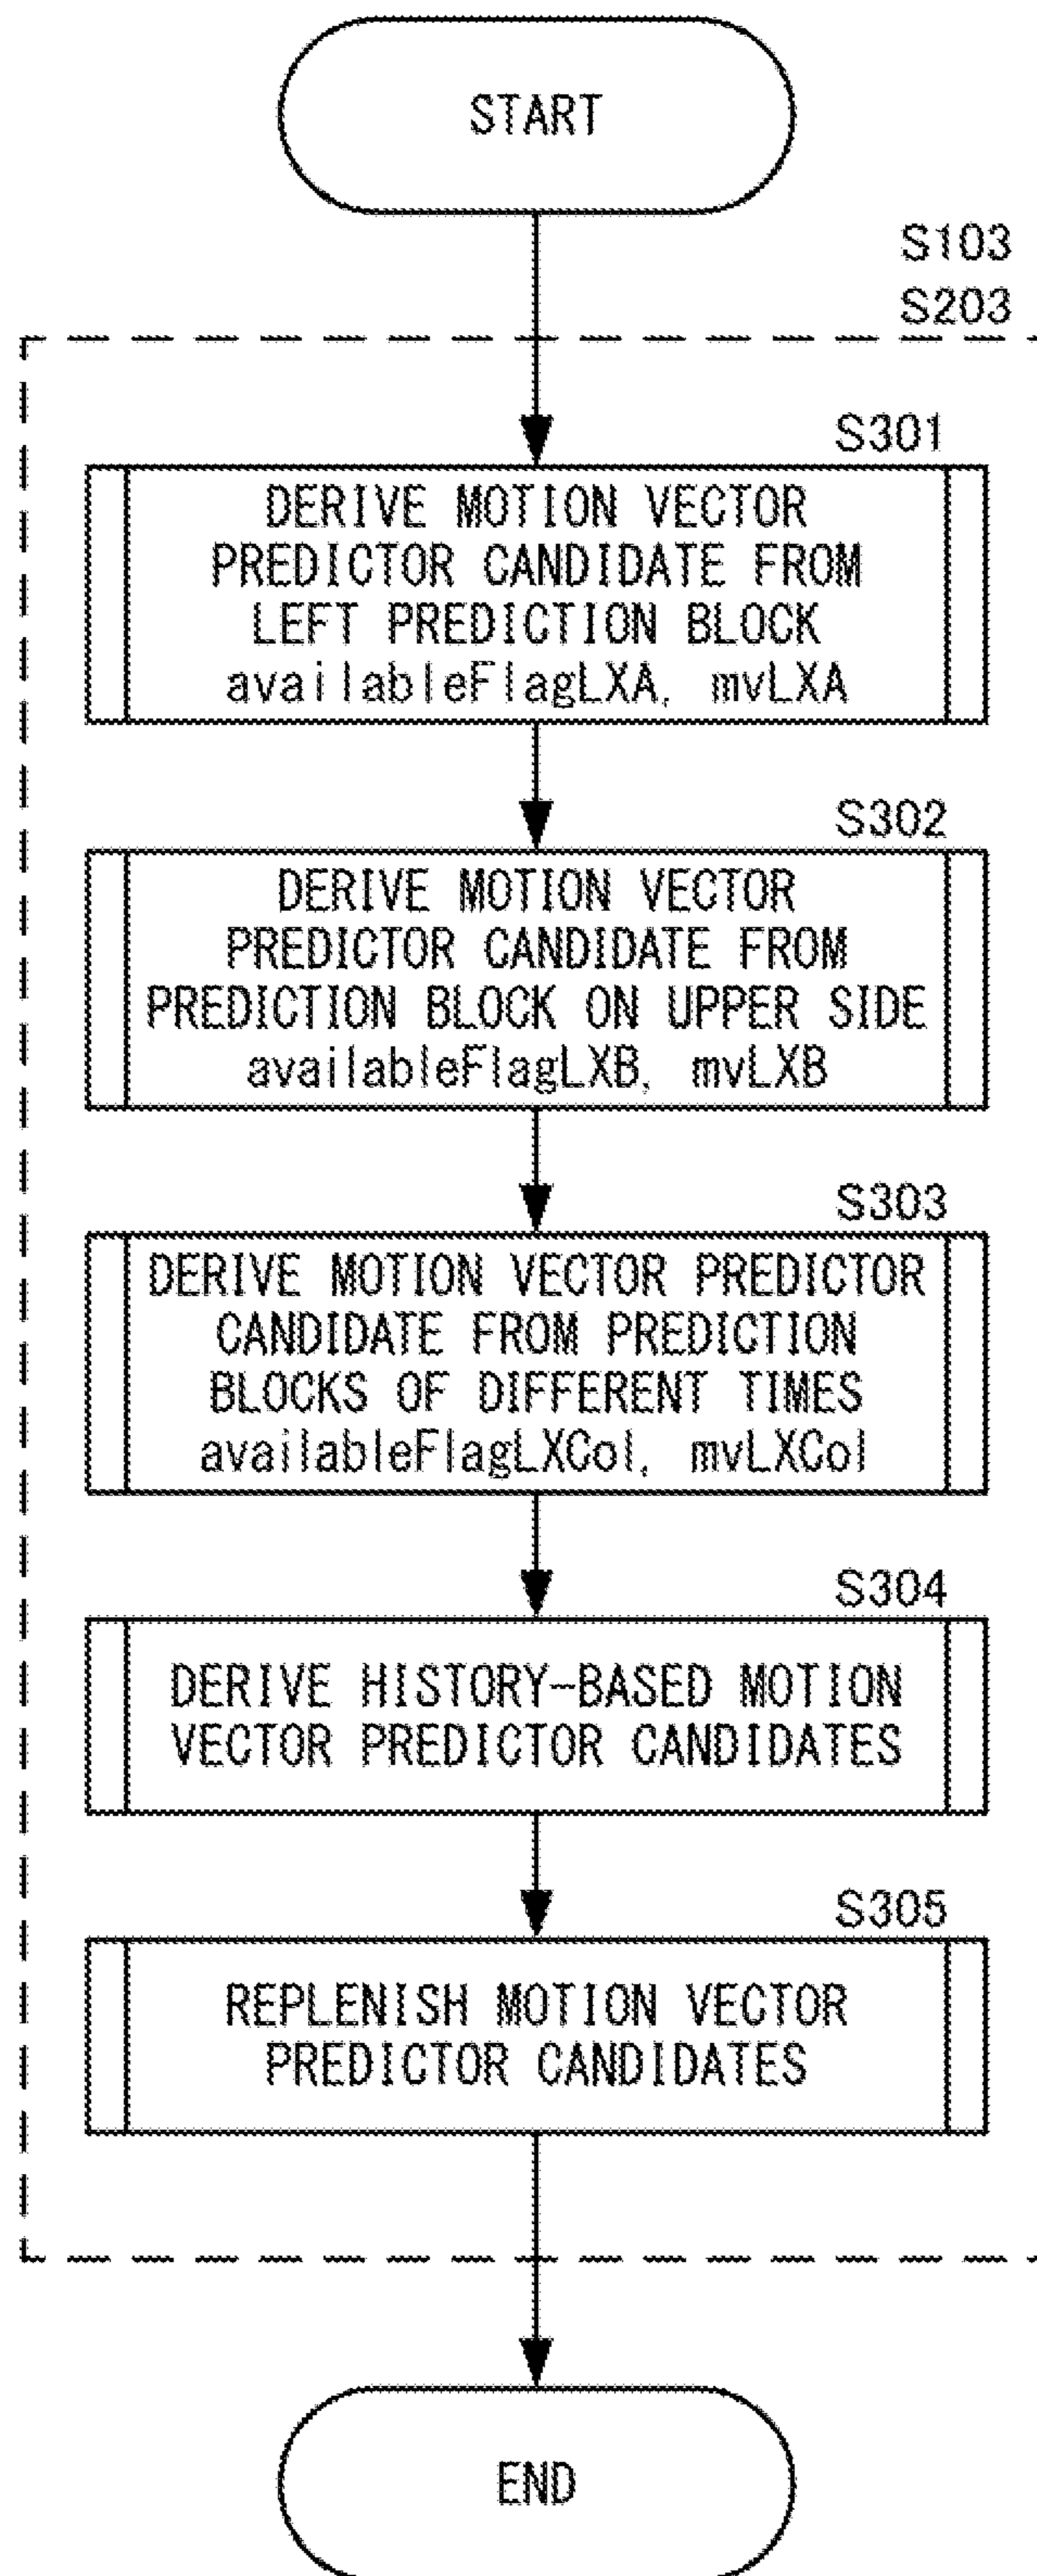 START
S103
S203
S301
DERIVE MOTION VECTOR
PREDICTOR CANDIDATE FROM
LEFT PREDICTION BLOCK
availableFlagLXA, mvLXA
S302
DERIVE MOTION VECTOR
PREDICTOR CANDIDATE FROM
PREDICTION BLOCK ON UPPER SIDE
availableFlagLXB, mvLXB
S303
DERIVE MOTION VECTOR PREDICTOR
CANDIDATE FROM PREDICTION
BLOCKS OF DIFFERENT TIMES
availableFlagLXCol, mvLXCol
S304
DERIVE HISTORY-BASED MOTION
VECTOR PREDICTOR CANDIDATES
S305
REPLENISH MOTION VECTOR
PREDICTOR CANDIDATES
END